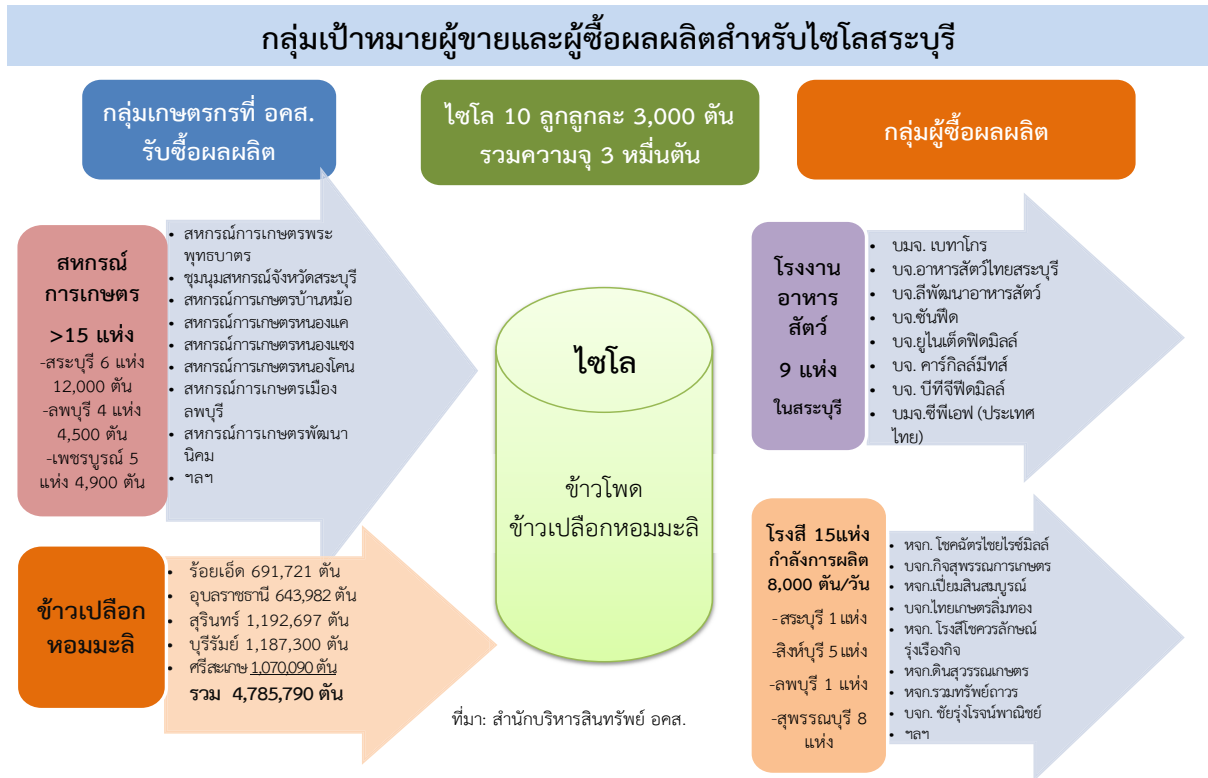 กลุ่มเป้าหมายผู้ขายและผู้ซื้อผลผลิตสำหรับไซโลสระบุรี
กลุ่มเกษตรกรที่ อคส.
รับซื้อผลผลิต
ไซโล 10 ลูกลูกละ 3,000 ตัน
รวมความจุ 3 หมื่นตัน
กลุ่มผู้ซื้อผลผลิต
สหกรณ์
การเกษตร
>15 แห่ง
-สระบุรี 6 แห่ง
12,000 ตัน
-ลพบุรี 4 แห่ง
4,500 ตัน
-เพชรบูรณ์ 5
แห่ง 4,900 ตัน
• สหกรณ์การเกษตรพระ
พุทธบาตร
• ชุมนุมสหกรณ์จังหวัดสระบุรี
• สหกรณ์การเกษตรบ้านหม้อ
• สหกรณ์การเกษตรหนองแค
• สหกรณ์การเกษตรหนองแซง
• สหกรณ์การเกษตรหนองโดน
• สหกรณ์การเกษตรเมือง
ลพบุรี
• สหกรณ์การเกษตรพัฒนา
นิคม
• ฯลฯ
ข้าวเปลือก
หอมมะลิ
• ร้อยเอ็ด 691,721 ตัน
• อุบลราชธานี 643,982 ตัน
• สุรินทร์ 1,192,697 ตัน
• บุรีรัมย์ 1,187,300 ตัน
• ศรีสะเกษ 1,070,090 ตัน
รวม 4,785,790 ตัน
ไซโล
ข้าวโพด
ข้าวเปลือกหอมมะลิ
ที่มา: สำนักบริหารสินทรัพย์ อคส.
โรงงาน
อาหาร
สัตว์
9 แห่ง
ในสระบุรี
• บมจ. เบทาโกร
• บจ.อาหารสัตว์ไทยสระบุรี
• บจ.ลีพัฒนาอาหารสัตว์
• บจ.ซันฟีด
• บจ.ยูไนเต็ดฟิดมิลล์
• บจ. คาร์กิลล์มีทส์
• บจ. บีทีจีฟีดมิลล์
• บมจ.ซีพีเอฟ (ประเทศ
ไทย)
โรงสี 15แห่ง
กำลังการผลิต
8,000 ตัน/วัน
-สระบุรี 1 แห่ง
-สิงห์บุรี 5 แห่ง
-ลพบุรี 1 แห่ง
-สุพรรณบุรี 8
แห่ง
• หจก. โชคฉัตรไชยไรซ์มิลล์
• บจก.กิจสุพรรณการเกษตร
• หจก.เปี่ยมสินสมบูรณ์
• บจก.ไทยเกษตรลิ่มทอง
• หจก. โรงสีโชควรลักษณ์
รุ่งเรืองกิจ
• หจก.ดินสุวรรณเกษตร
• หจก.รวมทรัพย์ถาวร
• บจก. ชัยรุ่งโรจน์พาณิชย์
• ฯลฯ